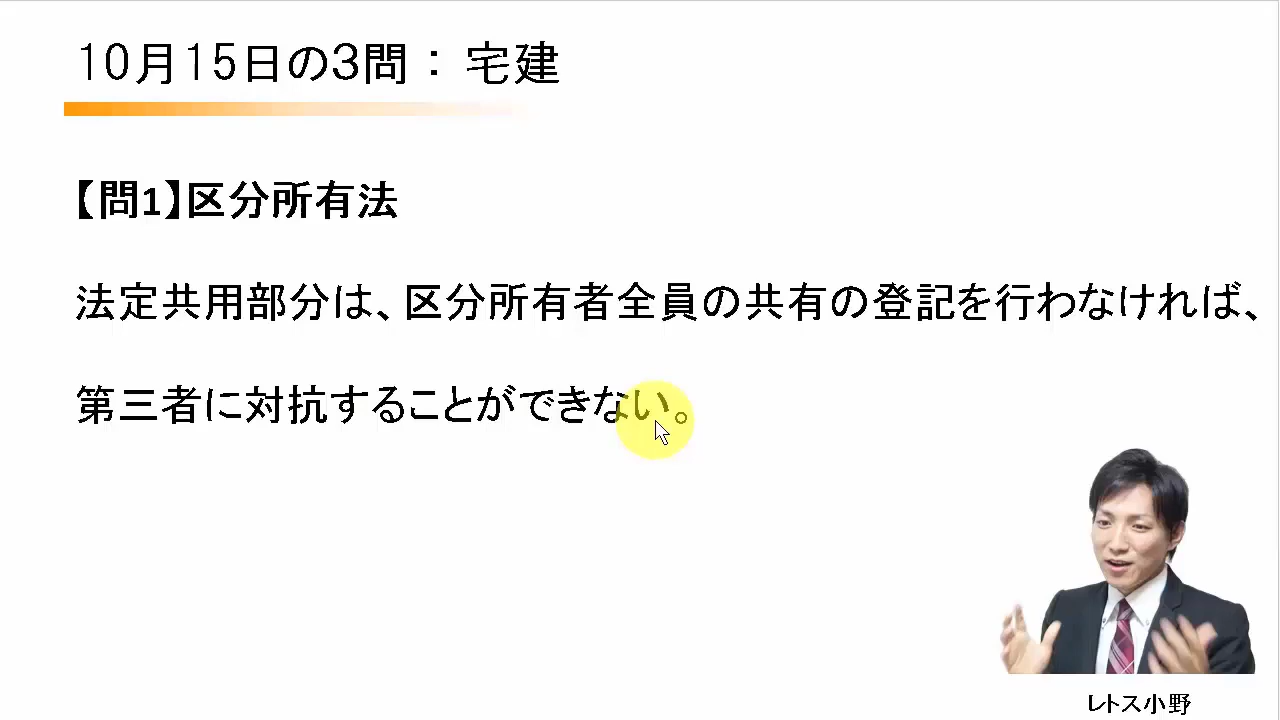 10月15日の3問：宅建
【問1】区分所有法
法定共用部分は、区分所有者全員の共有の登記を行わなければ、
第三者に対抗することができない。
レトス小野